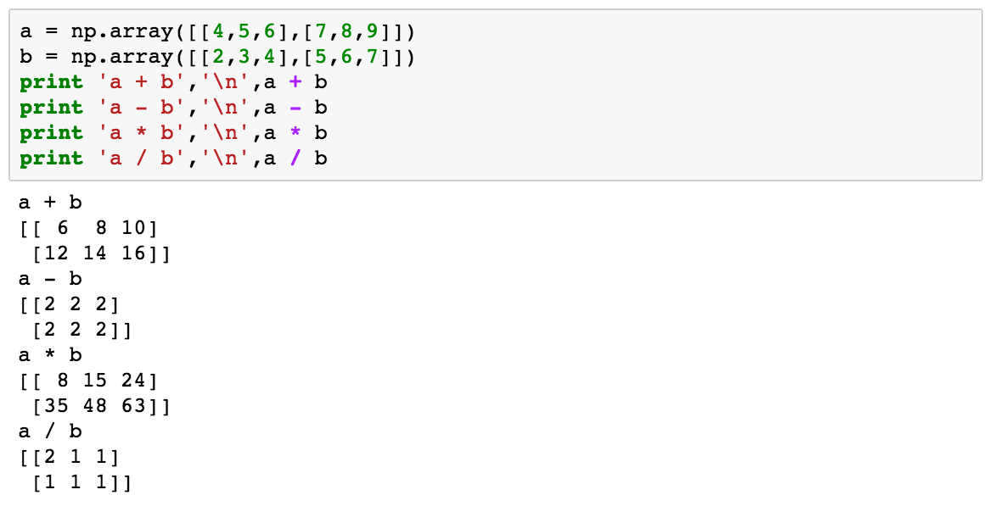 a = np.array([[4,5,6],[7,8,9]])
b = np.array([[2,3,4],[5,6,7]])
print 'a + b','\n',a + b
print 'a - b','\n',a - b
print 'a * b','\n',a * b
print 'a / b','\n',a / b
a + b
[[ 6  8 10]
 [12 14 16]]
a - b
[[2 2 2]
 [2 2 2]]
a * b
[[ 8 15 24]
 [35 48 63]]
a / b
[[2 1 1]
 [1 1 1]]